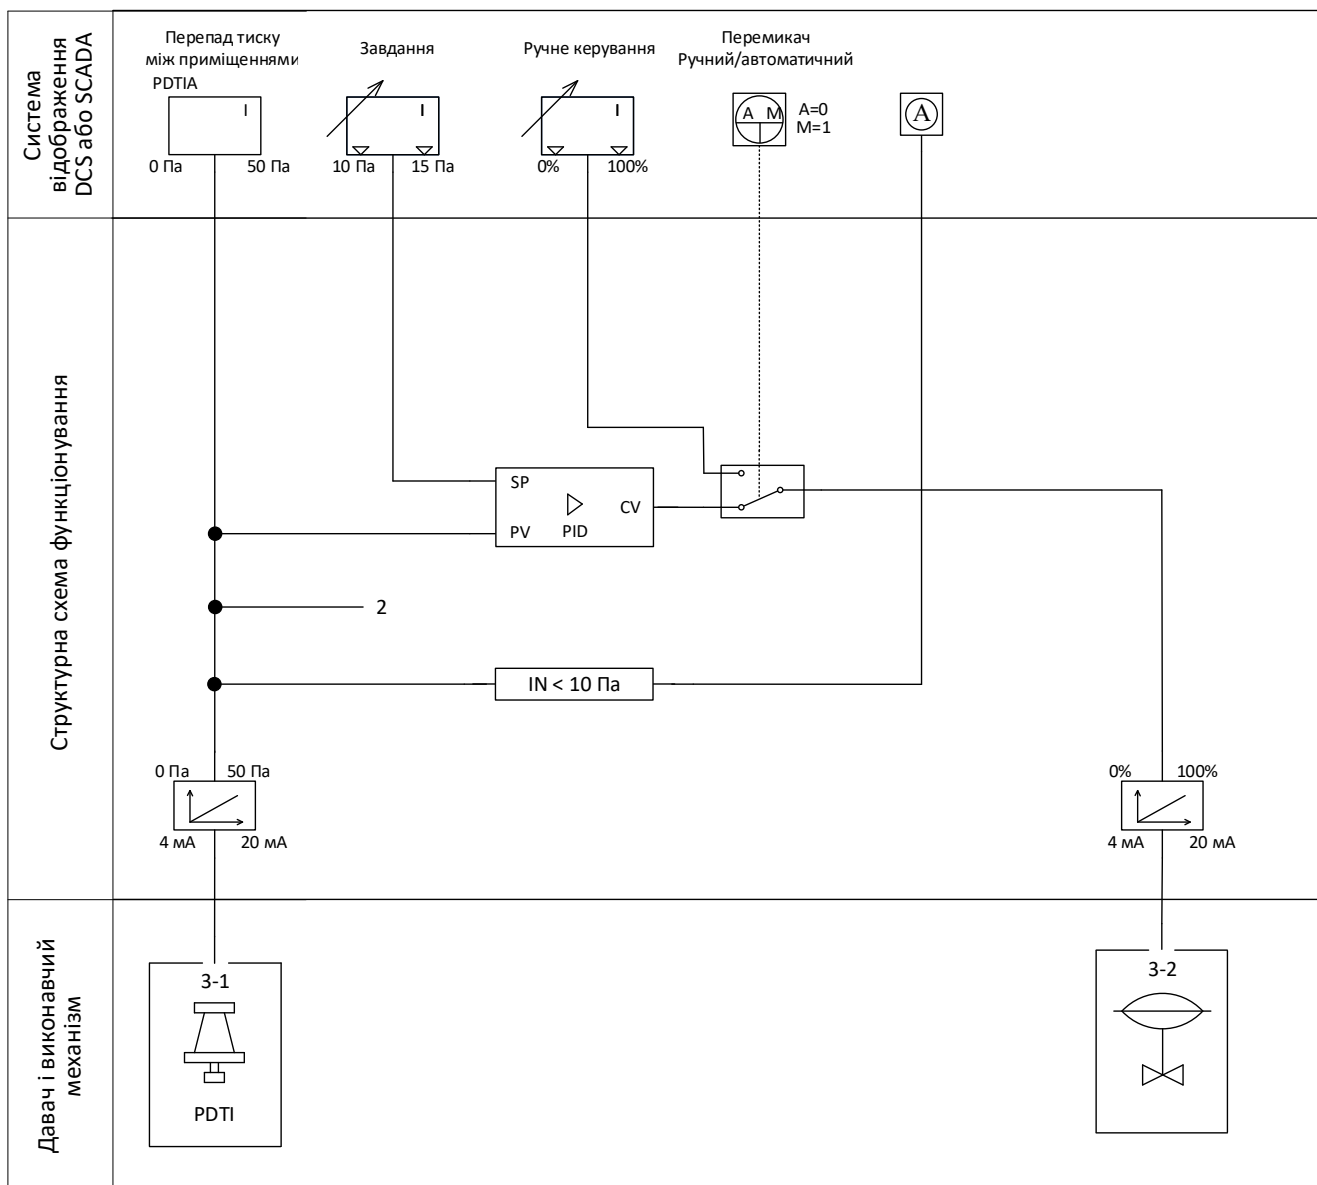 Система
відображення
DCS або SCADA
Перепад тиску
між приміщеннями
PDTIA
I
0 Па
50 Па
Завдання
I
10 Па
15 Па
Ручне керування
I
0%
100%
Перемикач
Ручний/автоматичний
A M
A=0
M=1
A
Структурна схема функціонування
SP
PV
PID
CV
2
IN < 10 Па
0 Па
50 Па
4 мА
20 мА
0%
100%
4 мА
20 мА
Давач і виконавчий
механізм
3-1
PDTI
3-2